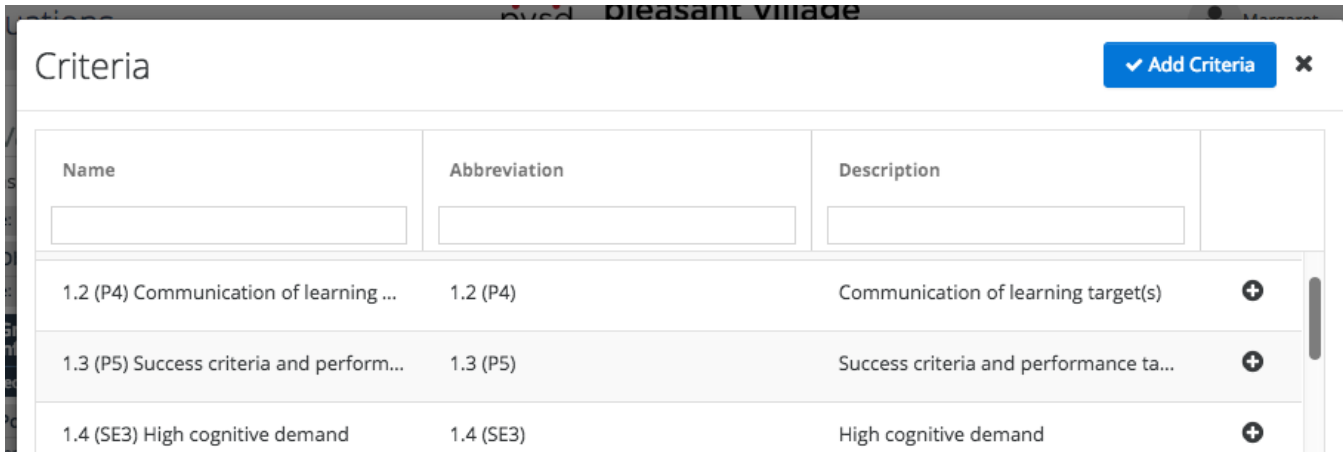 pleasant village
Margaret
Criteria
Add Criteria
Name Abbreviation Description
1.2 (P4) Communication of learning ... 1.2 (P4) Communication of learning target(s)
1.3 (P5) Success criteria and perform... 1.3 (P5) Success criteria and performance ta...
1.4 (SE3) High cognitive demand 1.4 (SE3) High cognitive demand